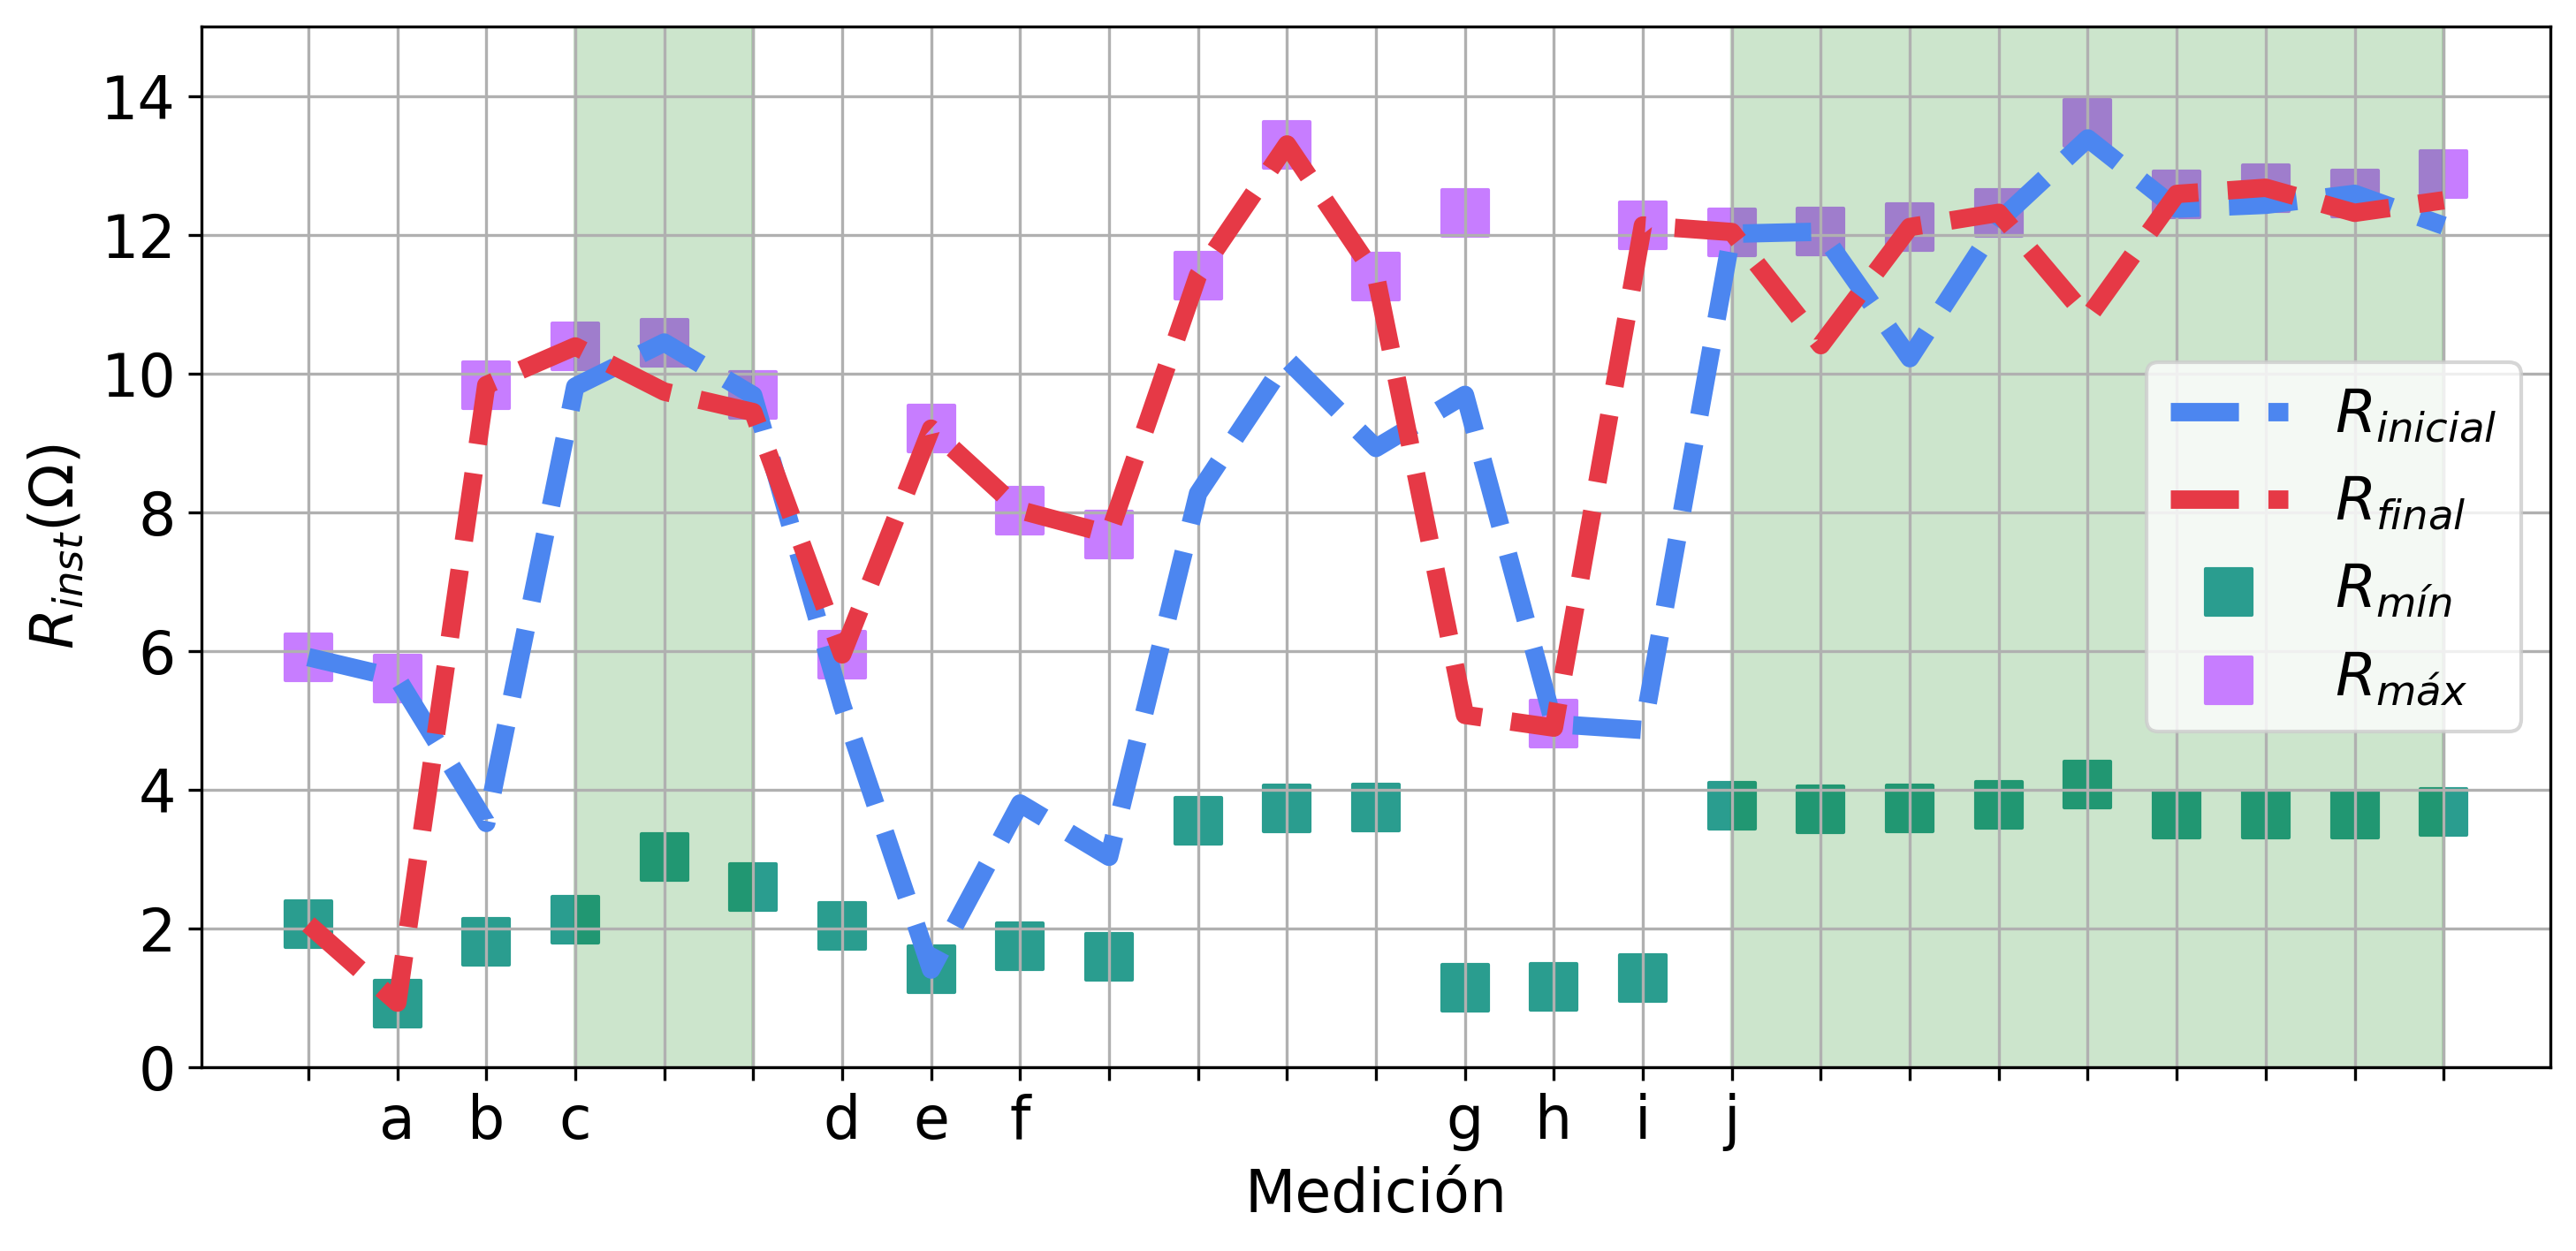 14
12
10
8
6
4
2
0
R_inst(Ω)
a b c d e f g h i j
Medición
R_inicial
R_final
R_mín
R_máx